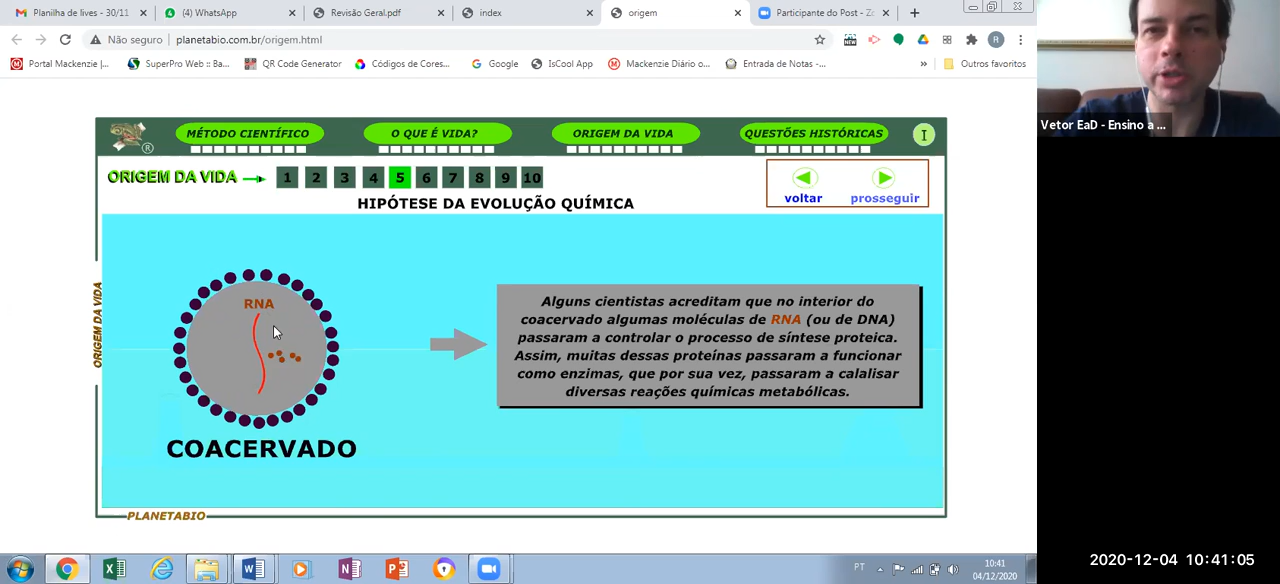 Planilha de lives - 30/11
(4) WhatsApp
Revisão Geral.pdf
index
origem
Participante do Post - Zo
Não seguro
planetabio.com.br/origem.html
Portal Mackenzie |...
SuperPro Web :: Ba...
QR Code Generator
Códigos de Cores...
Google
IsCool App
Mackenzie Diário o...
Entrada de Notas -...
»
Outros favoritos
R
Vetor EaD - Ensino a ...
MÉTODO CIENTÍFICO
O QUE É VIDA?
ORIGEM DA VIDA
QUESTÕES HISTÓRICAS
I
®
ORIGEM DA VIDA
1 2 3 4 5 6 7 8 9 10
voltar
prosseguir
HIPÓTESE DA EVOLUÇÃO QUÍMICA
ORIGEM DA VIDA
RNA
COACERVADO
Alguns cientistas acreditam que no interior do
coacervado algumas moléculas de RNA (ou de DNA)
passaram a controlar o processo de síntese proteica.
Assim, muitas dessas proteínas passaram a funcionar
como enzimas, que por sua vez, passaram a calalisar
diversas reações químicas metabólicas.
PLANETABIO
PT
10:41
04/12/2020
2020-12-04 10:41:05